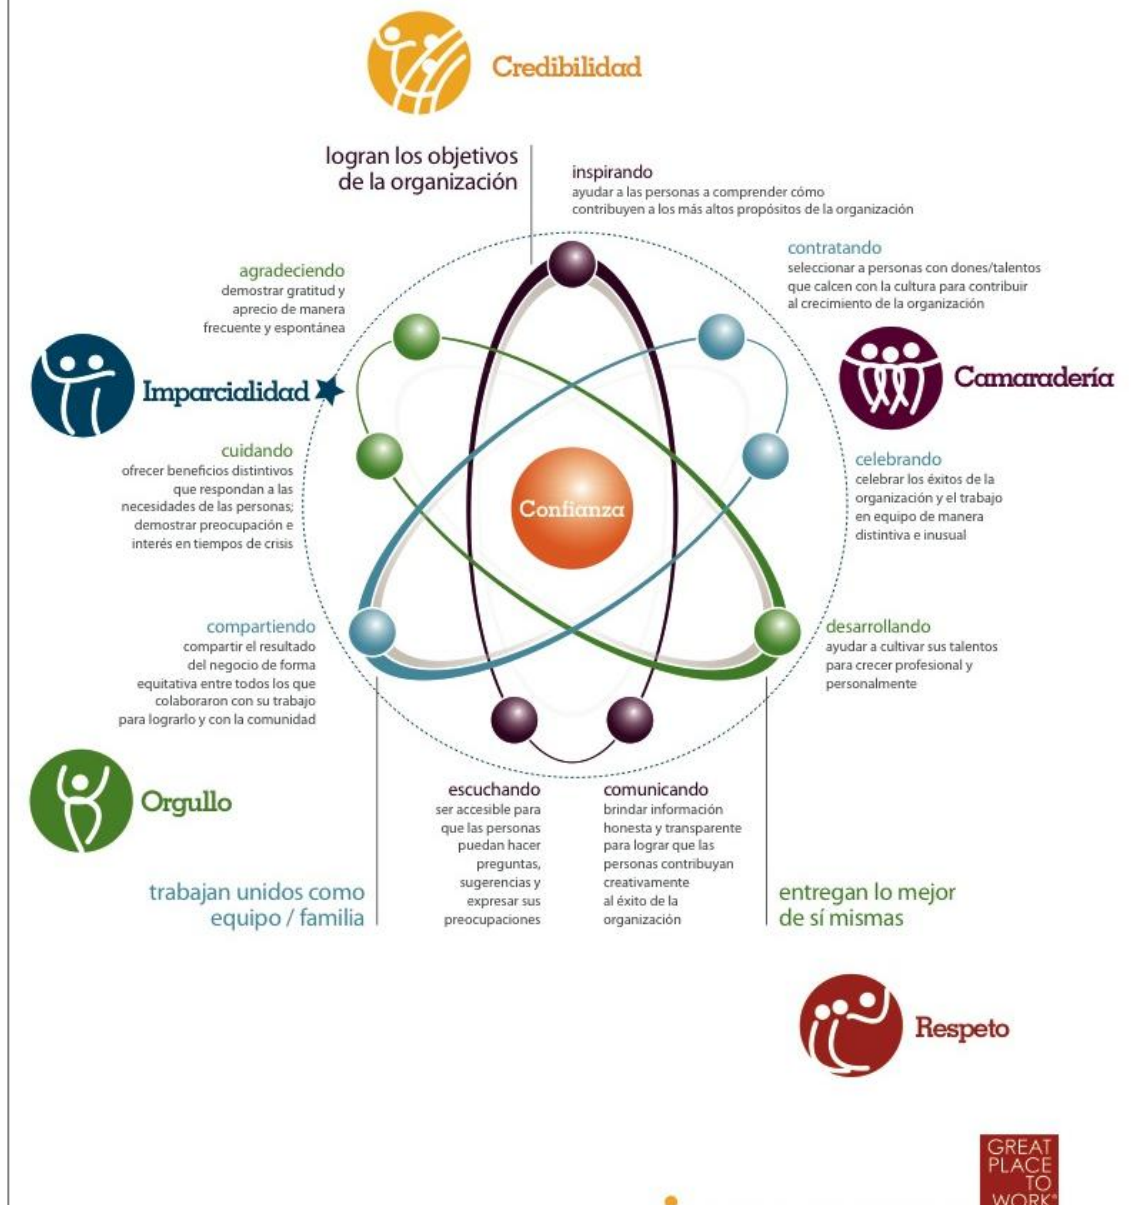 Credibilidad
logran los objetivos
de la organización
inspirando
ayudar a las personas a comprender cómo
contribuyen a los más altos propósitos de la organización
contratando
seleccionar a personas con dones/talentos
que calcen con la cultura para contribuir
al crecimiento de la organización
agradeciendo
demostrar gratitud y
aprecio de manera
frecuente y espontánea
Imparcialidad
Camaradería
cuidando
ofrecer beneficios distintivos
que respondan a las
necesidades de las personas;
demostrar preocupación e
interés en tiempos de crisis
celebrando
celebrar los éxitos de la
organización y el trabajo
en equipo de manera
distintiva e inusual
Confianza
compartiendo
compartir el resultado
del negocio de forma
equitativa entre todos los que
colaboraron con su trabajo
para lograrlo y con la comunidad
desarrollando
ayudar a cultivar sus talentos
para crecer profesional y
personalmente
Orgullo
escuchando
ser accesible para
que las personas
puedan hacer
preguntas,
sugerencias y
expresar sus
preocupaciones
comunicando
brindar información
honesta y transparente
para lograr que las
personas contribuyan
creativamente
al éxito de la
organización
trabajan unidos como
equipo / familia
entregan lo mejor
de sí mismas
Respeto
GREAT
PLACE
TO
WORK®